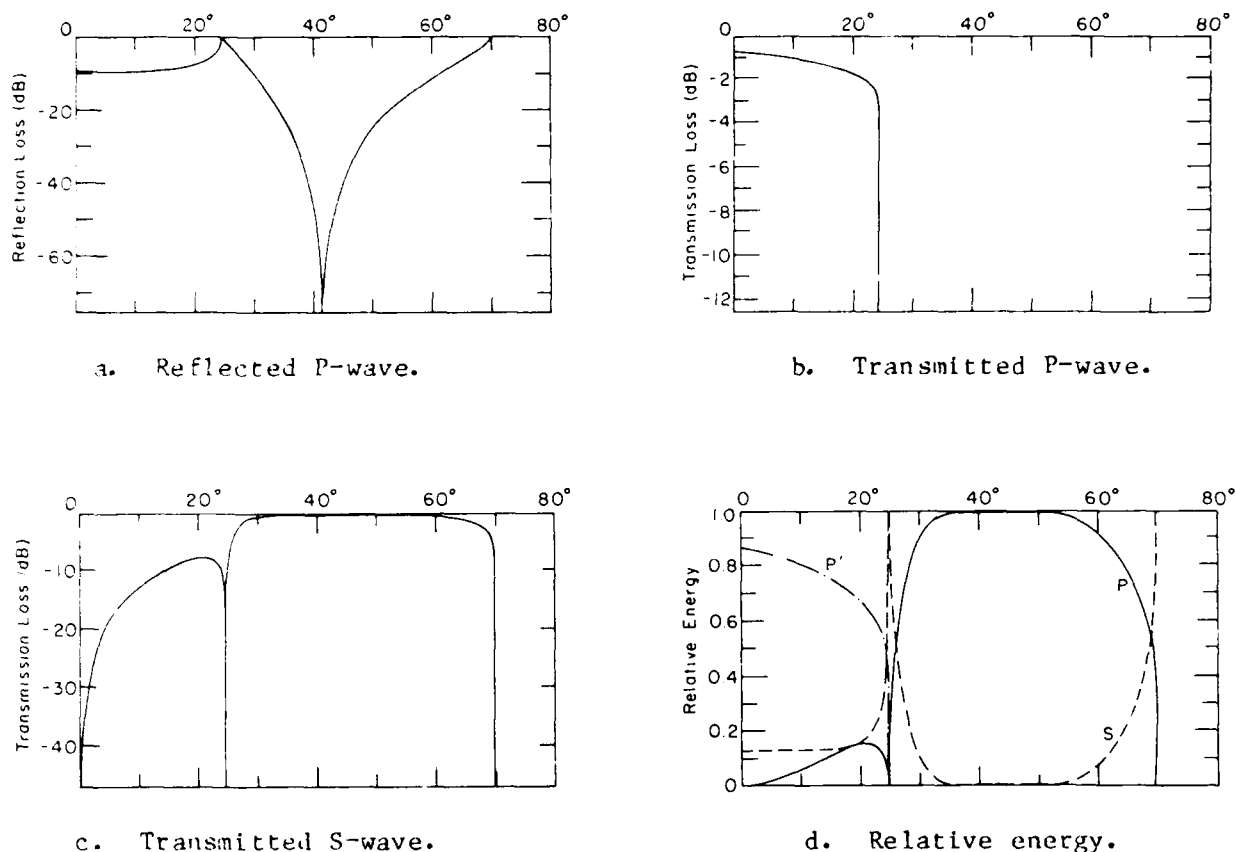 0 20° 40° 60° 80°
-20
-40
-60
Reflection Loss (dB)
a. Reflected P-wave.
0 20° 40° 60° 80°
-2
-4
-6
-8
-10
-12
Transmission Loss (dB)
b. Transmitted P-wave.
0 20° 40° 60° 80°
-10
-20
-30
-40
Transmission Loss (dB)
c. Transmitted S-wave.
0 20° 40° 60° 80°
1.0
0.8
0.6
0.4
0.2
0
Relative Energy
P'
P
S
d. Relative energy.